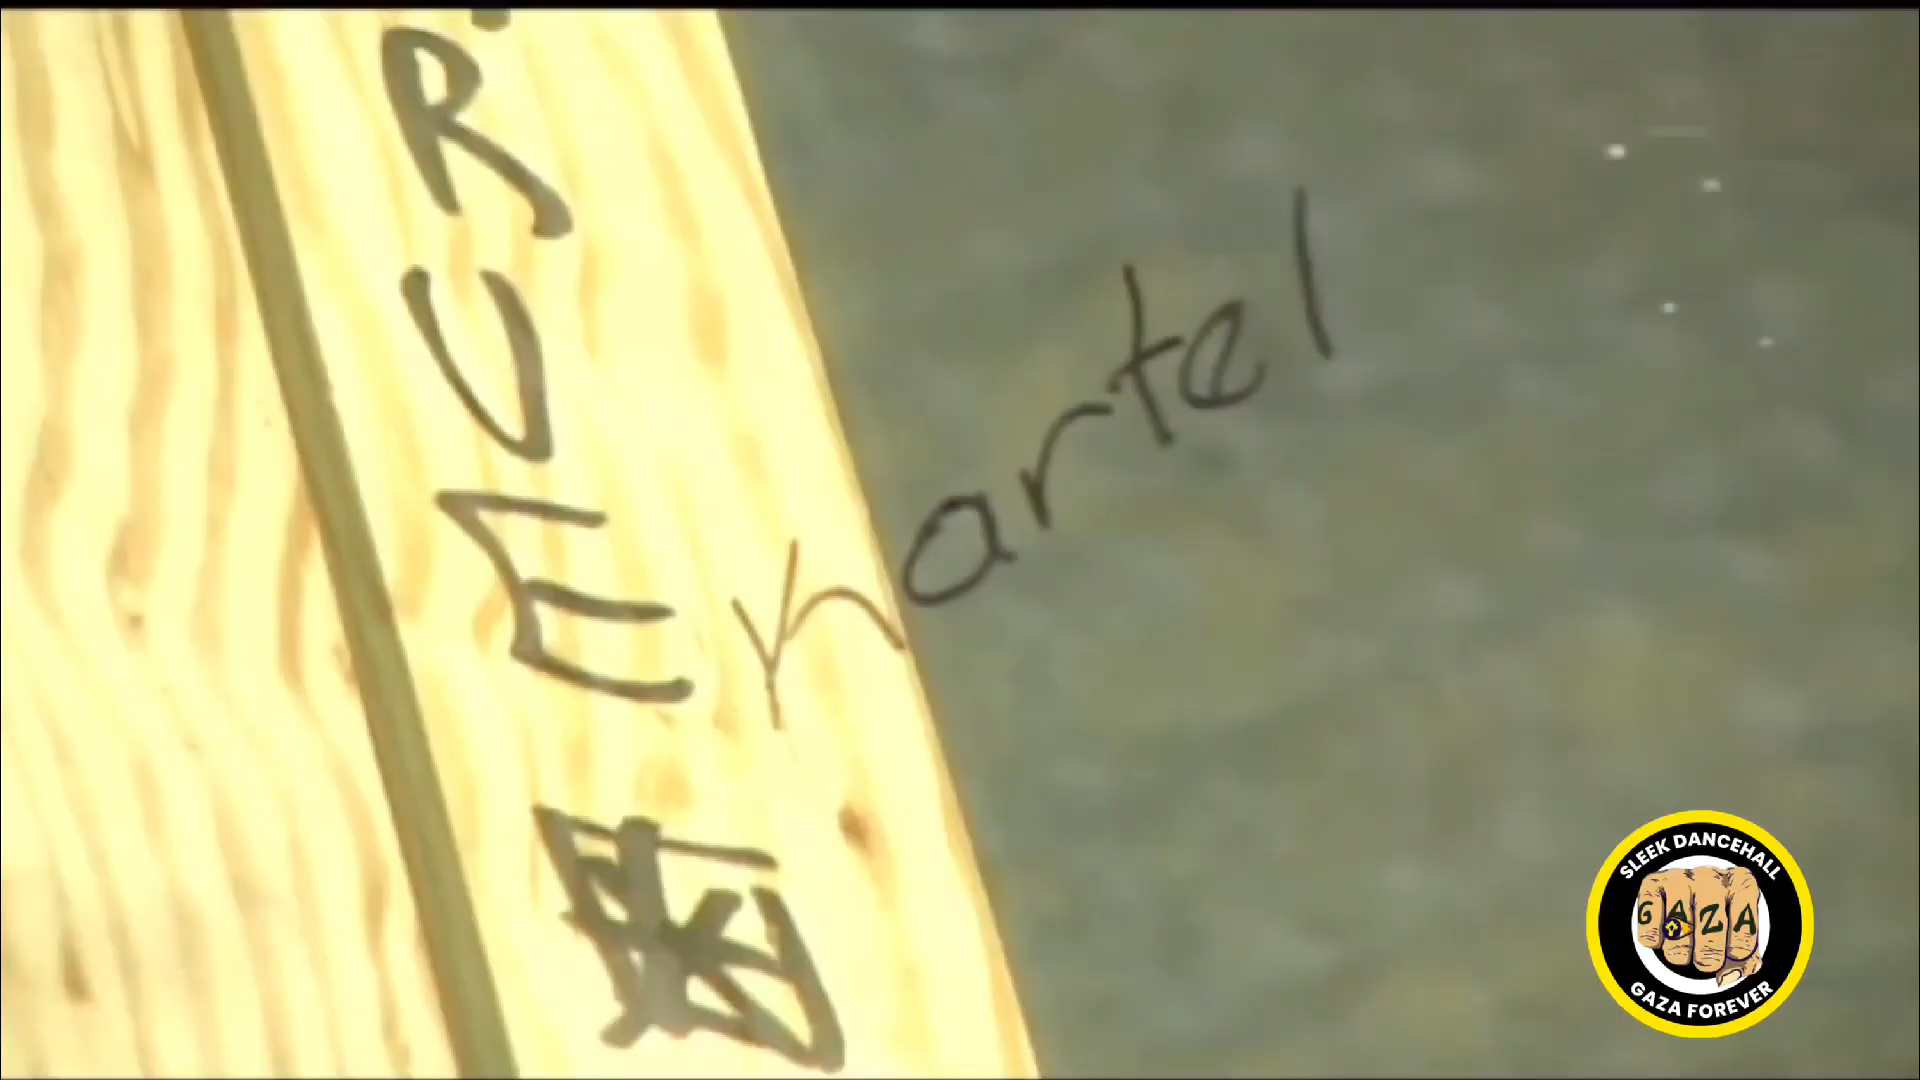 RUE
Kartel
SLEEK DANCEHALL
GAZA
GAZA FOREVER